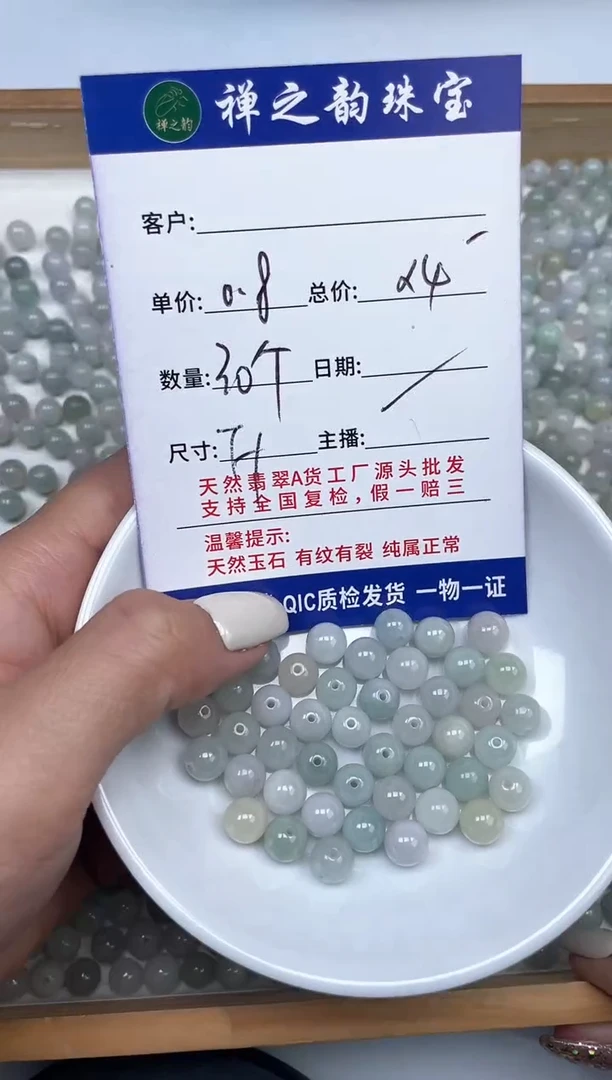 禅之韵
禅之韵珠宝
客户:
单价: 0.8 总价: 24
数量: 30个 日期: /
尺寸: 主播:
天然翡翠A货工厂源头批发
支持全国复检,假一赔三
温馨提示:
天然玉石 有纹有裂 纯属正常
QIC质检发货 一物一证